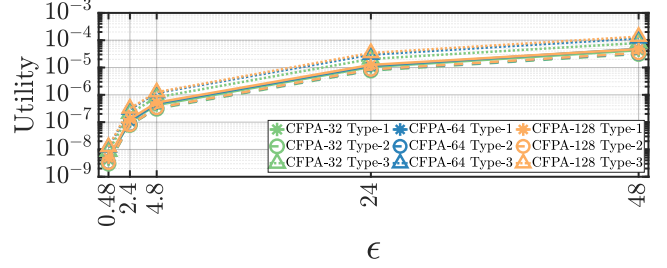 Utility
10⁻³
10⁻⁴
10⁻⁵
10⁻⁶
10⁻⁷
10⁻⁸
10⁻⁹
CFPA-32 Type-1 CFPA-64 Type-1 CFPA-128 Type-1
CFPA-32 Type-2 CFPA-64 Type-2 CFPA-128 Type-2
CFPA-32 Type-3 CFPA-64 Type-3 CFPA-128 Type-3
0.48 2.4 4.8 24 48
ϵ